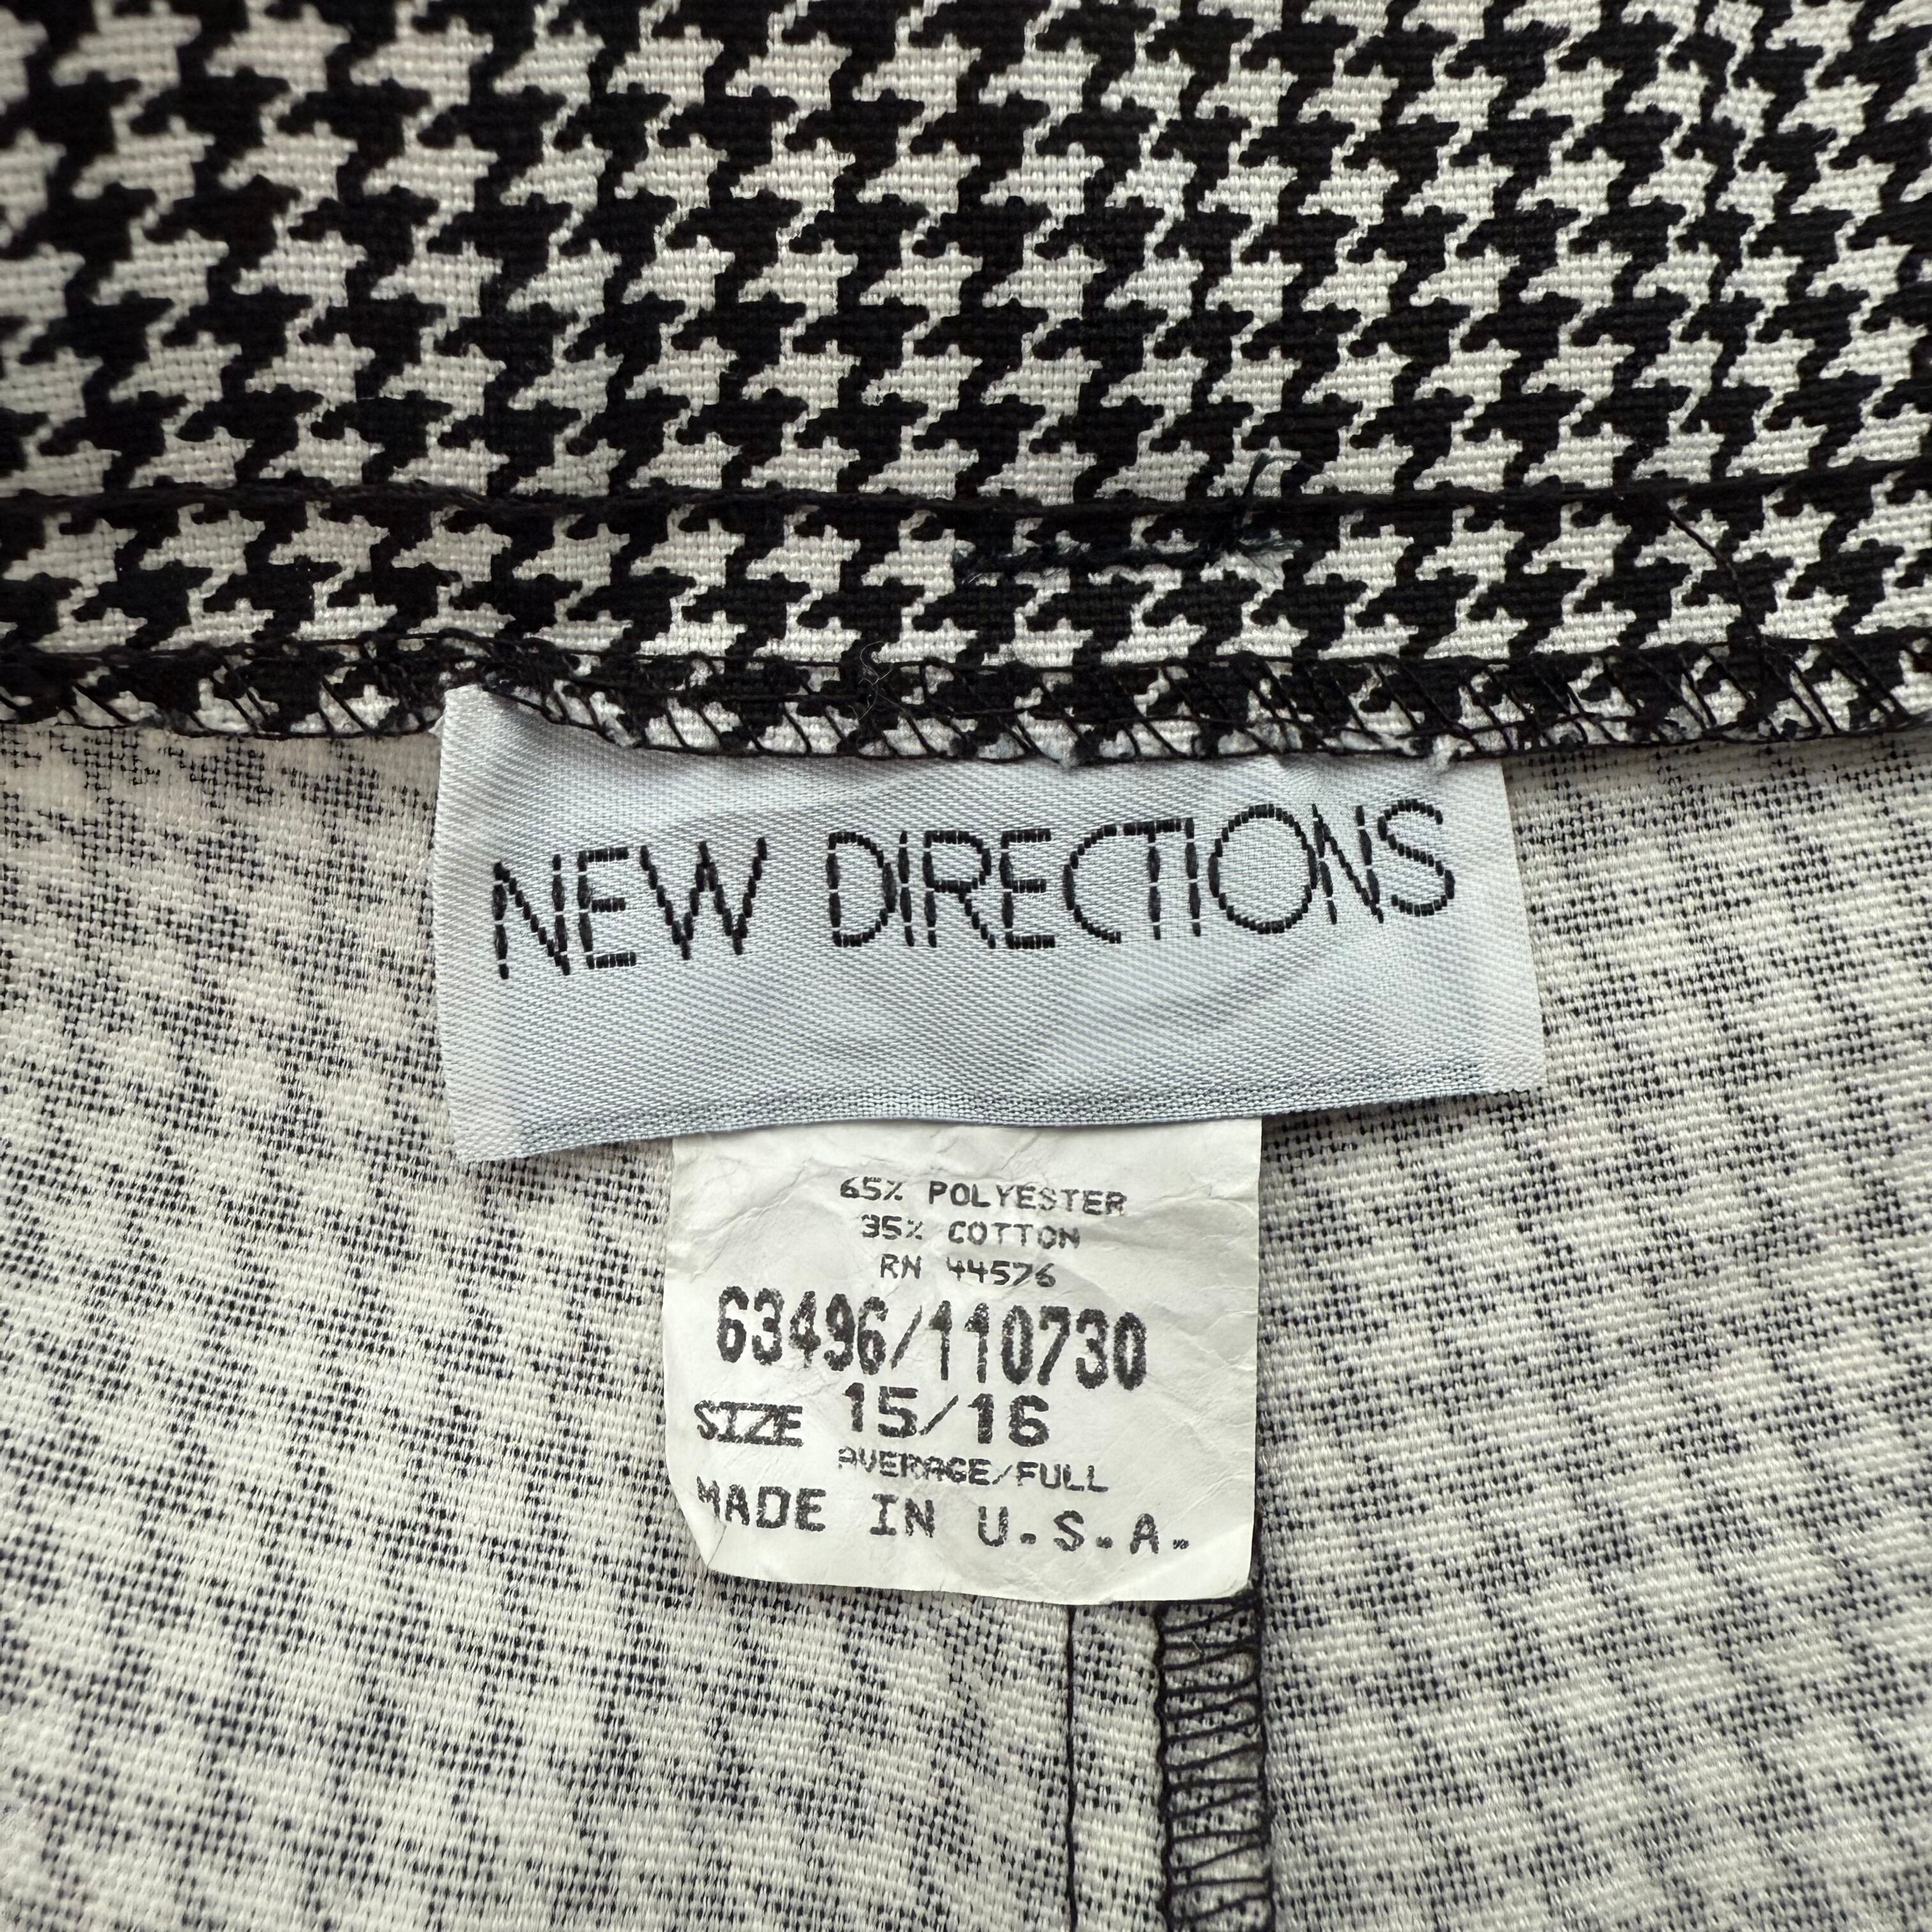 NEW DIRECTIONS
65% POLYESTER
35% COTTON
RN 44576
63496/110730
SIZE 15/16
AVERAGE/FULL
MADE IN U.S.A.